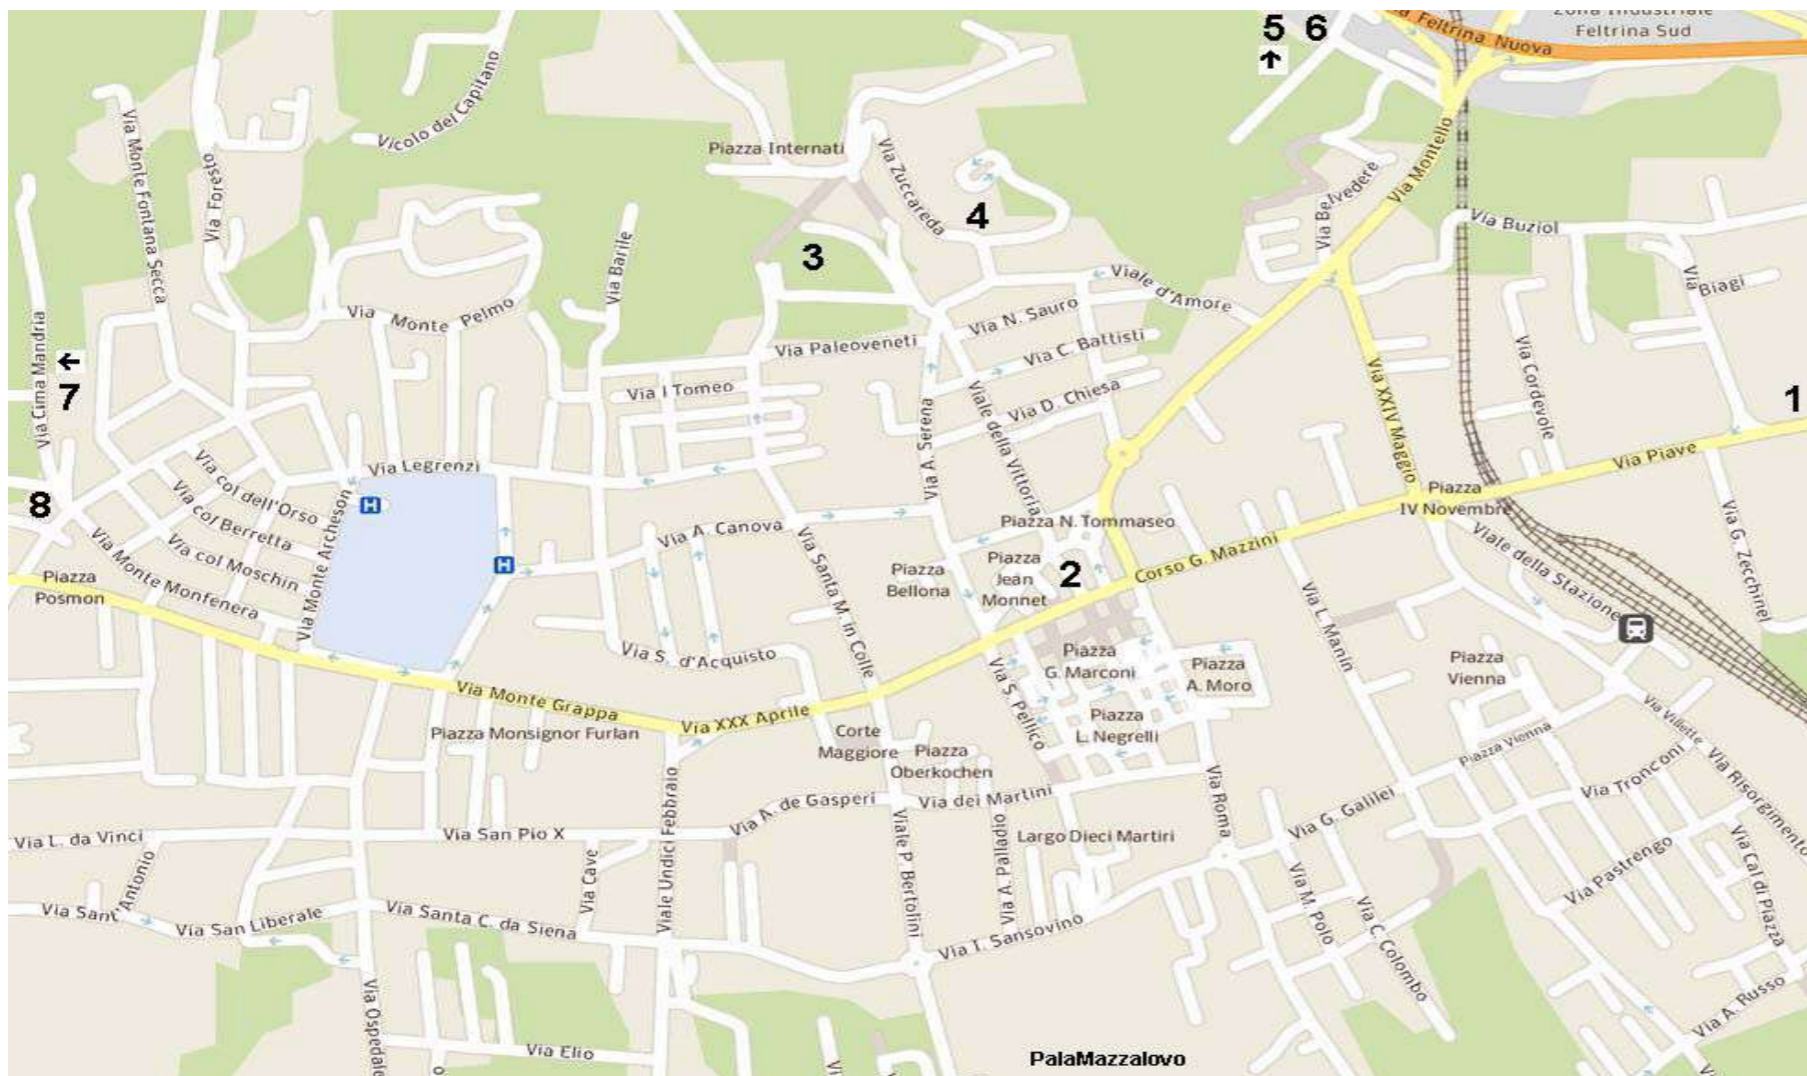 5 6
Zona Industriale
Feltrina Sud
Feltrina Nuova
Vicolo del Capitano
Via Monte Fontana Secca
Via Foresto
Piazza Internati
Via Zuccareda
Via Montello
Via Belvedere
4
3
Via Buziol
Via Barile
Via Monte Pelmo
Viale d'Amore
Via Biagi
Via Cima Mandria
Via N. Sauro
Via Paleoveneti
Via C. Battisti
Via Cordevole
7
Via I Tomeo
Via D. Chiesa
Via XXIV Maggio
1
Via A. Serena
Viale della Vittoria
Via Legrenzi
Via Piave
Via col dell'Orso
Via col Berretta
Via col Moschin
Via Monte Monfenera
Via Monte Archeson
8
H
H
Piazza
Posmon
Via A. Canova
Via Santa M. in Colle
Piazza N. Tommaseo
Piazza
IV Novembre
Piazza
Bellona
Piazza
Jean
Monnet
2
Corso G. Mazzini
Viale della Stazione
Via G. Zecchinel
Via L. Manin
Via S. d'Acquisto
Piazza
G. Marconi
Piazza
A. Moro
Piazza
Vienna
Via S. Pellico
Via Monte Grappa
Via XXX Aprile
Piazza
L. Negrelli
Piazza Monsignor Furlan
Corte
Maggiore
Piazza
Oberkochen
Piazza Vienna
Via Villette
Via Risorgimento
Via Tronconi
Via Roma
Via A. de Gasperi
Via dei Martini
Via L. da Vinci
Via San Pio X
Viale Undici Febbraio
Viale P. Bertolini
Via A. Palladio
Largo Dieci Martiri
Via G. Galilei
Via Cal di Piazza
Via Pastrengo
Via Sant'Antonio
Via Cave
Via Sant'
Via San Liberale
Via Santa C. da Siena
Via I. Sansovino
Via M. Polo
Via C. Colombo
Via A. Russo
Via Ospedale
Via Elio
PalaMazzalovo